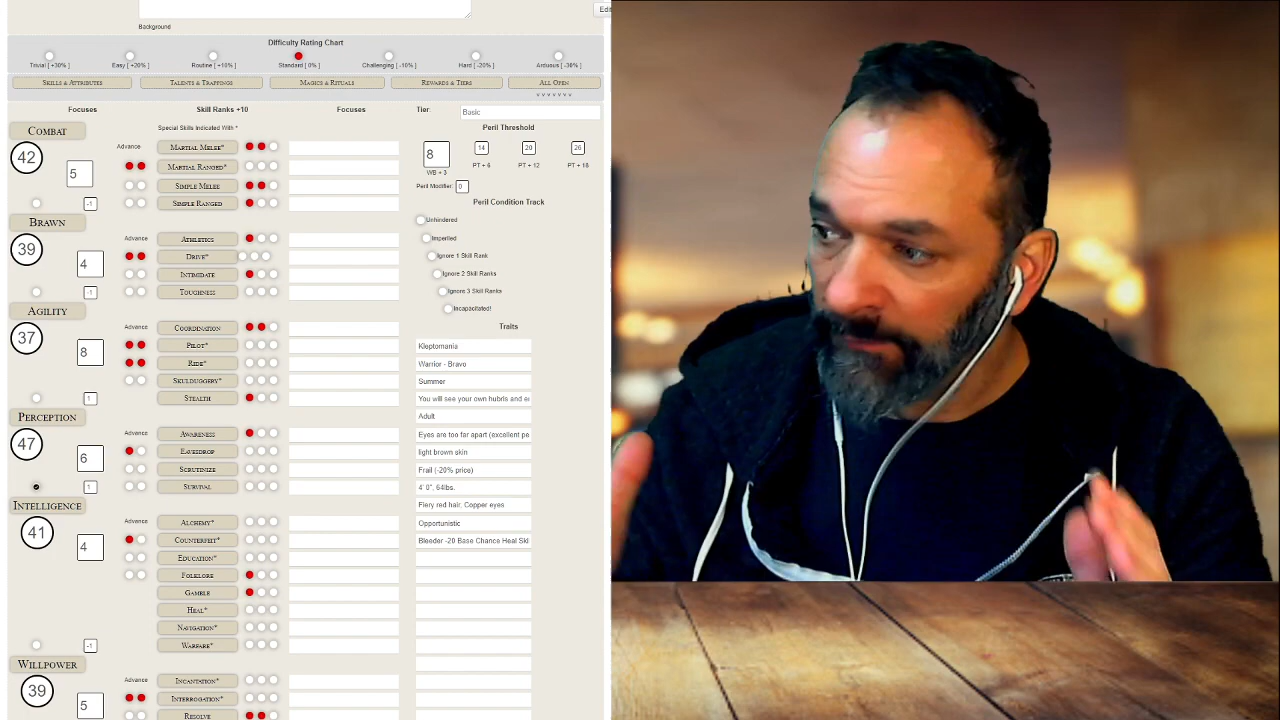 Edit
Background
Difficulty Rating Chart
Trivial [ +30% ] Easy [ +20% ] Routine [ +10% ] Standard [ 0% ] Challenging [ -10% ] Hard [ -20% ] Arduous [ -30% ]
SKILLS & ATTRIBUTES TALENTS & TRAPPINGS MAGICS & RITUALS REWARDS & TIERS ALL OPEN
v v v v v v v
Focuses Skill Ranks +10 Focuses Tier: Basic
COMBAT Special Skills Indicated With * Peril Threshold
42 5 -1
Advance MARTIAL MELEE*
MARTIAL RANGED*
SIMPLE MELEE
SIMPLE RANGED
8 14 20 26
WB + 3 PT + 6 PT + 12 PT + 18
Peril Modifier: 0
Peril Condition Track
Unhindered
Imperiled
Ignore 1 Skill Rank
Ignore 2 Skill Ranks
Ignore 3 Skill Ranks
Incapacitated!
BRAWN
39 4 -1
Advance ATHLETICS
DRIVE*
INTIMIDATE
TOUGHNESS
AGILITY
37 8 1
Advance COORDINATION
PILOT*
RIDE*
SKULDUGGERY*
STEALTH
Traits
Kleptomania
Warrior - Bravo
Summer
You will see your own hubris and
Adult
Eyes are too far apart (excellent pe
light brown skin
Frail (-20% price)
4' 0", 64lbs.
Fiery red hair, Copper eyes
Opportunistic
Bleeder -20 Base Chance Heal Ski
PERCEPTION
47 6 1
Advance AWARENESS
EAVESDROP
SCRUTINIZE
SURVIVAL
INTELLIGENCE
41 4 -1
Advance ALCHEMY*
COUNTERFEIT*
EDUCATION*
FOLKLORE
GAMBLE
HEAL*
NAVIGATION*
WARFARE*
WILLPOWER
39 5
Advance INCANTATION*
INTERROGATION*
RESOLVE